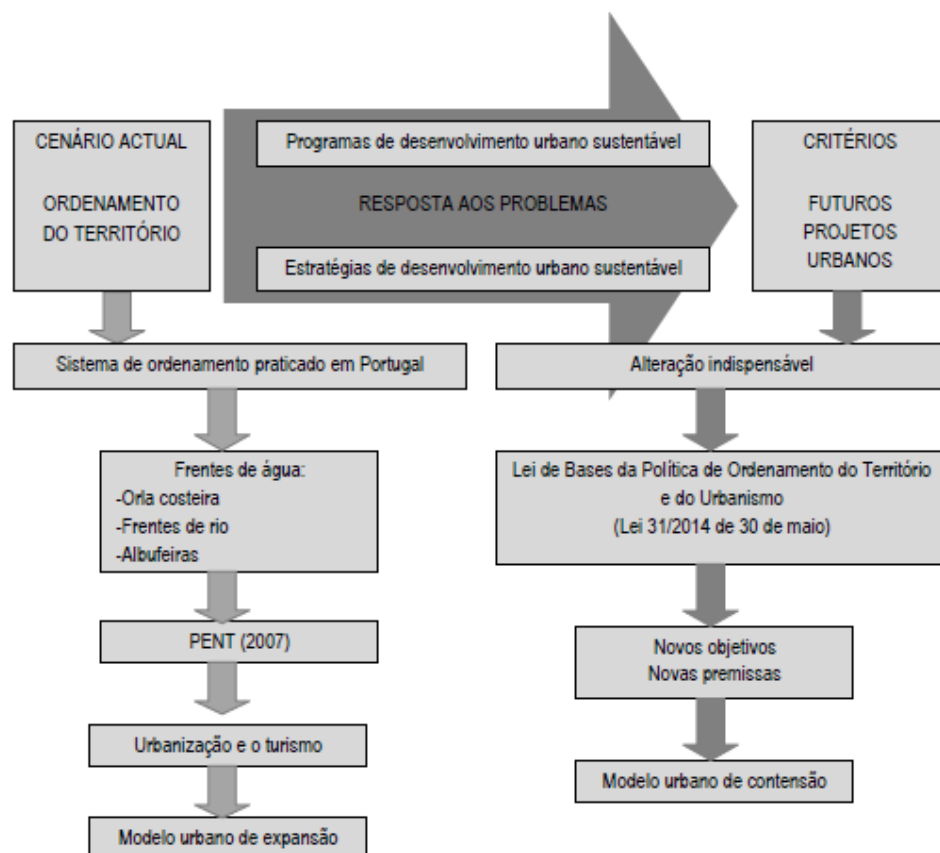 CENÁRIO ACTUAL
ORDENAMENTO
DO TERRITÓRIO
Programas de desenvolvimento urbano sustentável
RESPOSTA AOS PROBLEMAS
Estratégias de desenvolvimento urbano sustentável
CRITÉRIOS
FUTUROS
PROJETOS
URBANOS
Sistema de ordenamento praticado em Portugal
Frentes de água:
-Orla costeira
-Frentes de rio
-Albufeiras
PENT (2007)
Urbanização e o turismo
Modelo urbano de expansão
Alteração indispensável
Lei de Bases da Política de Ordenamento do Território
e do Urbanismo
(Lei 31/2014 de 30 de maio)
Novos objetivos
Novas premissas
Modelo urbano de contensão